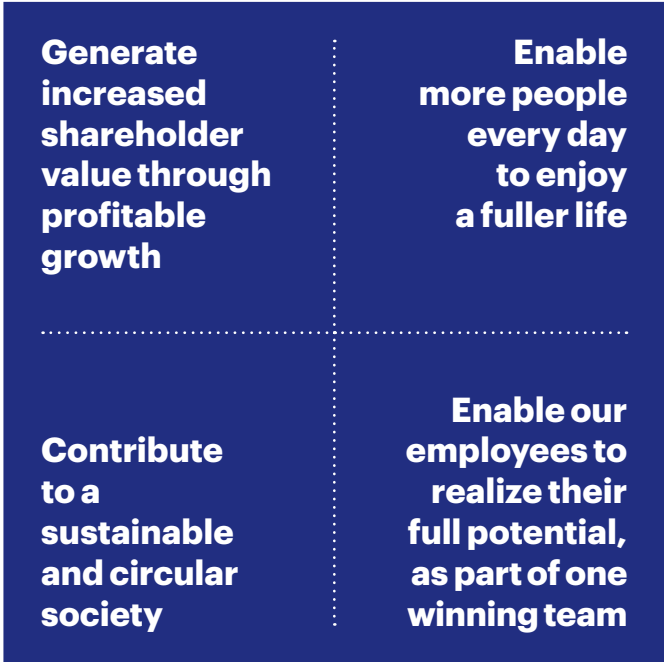 Generate
increased
shareholder
value through
profitable
growth
Enable
more people
every day
to enjoy
a fuller life
Contribute
to a
sustainable
and circular
society
Enable our
employees to
realize their
full potential,
as part of one
winning team